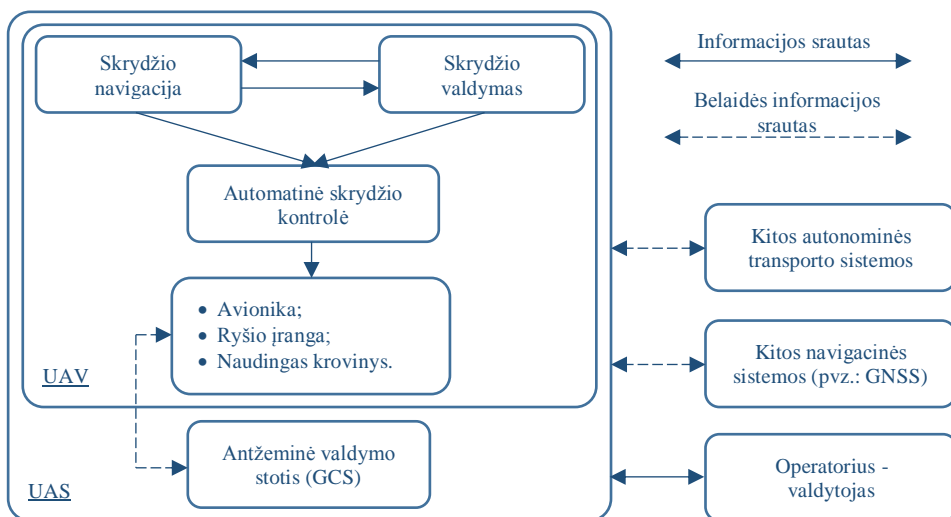 Skrydžio
navigacija
Skrydžio
valdymas
Informacijos srautas
Belaidės informacijos
srautas
Automatinė skrydžio
kontrolė
Kitos autonominės
transporto sistemos
• Avionika;
• Ryšio įranga;
• Naudingas krovinys.
UAV
Kitos navigacinės
sistemos (pvz.: GNSS)
Antžeminė valdymo
stotis (GCS)
UAS
Operatorius -
valdytojas